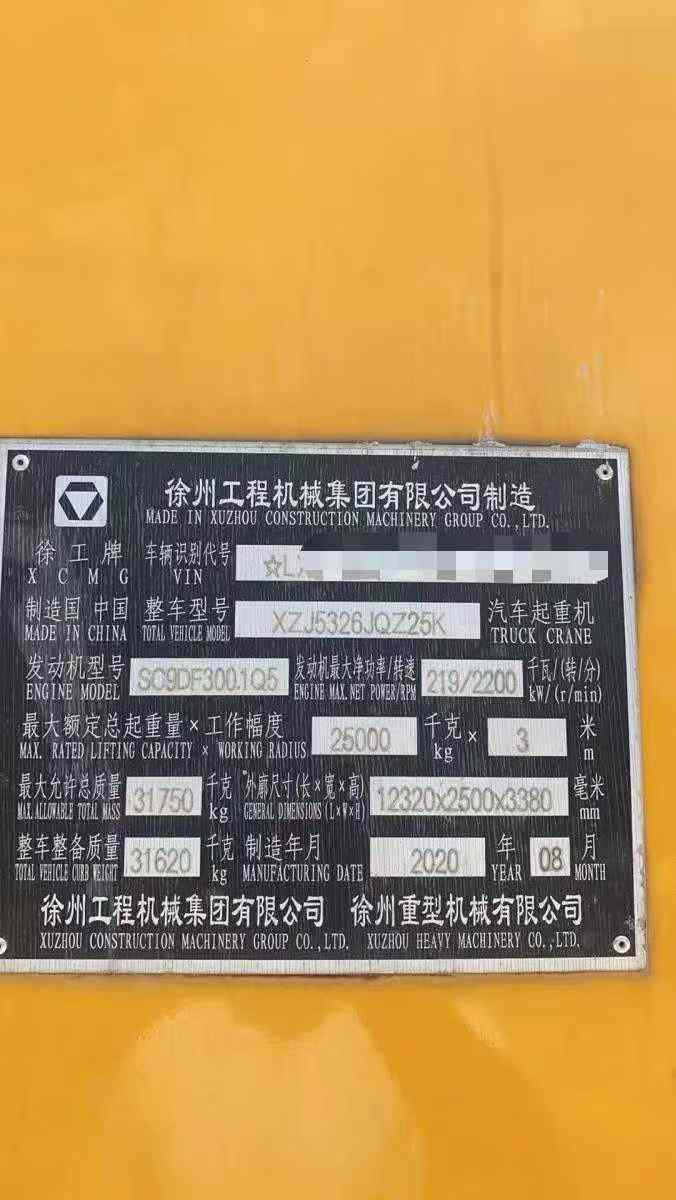 徐州工程机械集团有限公司制造
MADE IN XUZHOU CONSTRUCTION MACHINERY GROUP CO.,LTD.
徐工牌 车辆识别代号
XCMG VIN ☆L
制造国 中国 整车型号 XZJ5326JQZ25K 汽车起重机
MADE IN CHINA TOTAL VEHICLE MODEL TRUCK CRANE
发动机型号 SC9DF300.1Q5 发动机最大净功率/转速 219/2200 千瓦/(转/分)
ENGINE MODEL ENGINE MAX.NET POWER/RPM kW/(r/min)
最大额定总起重量×工作幅度 25000 千克 × 3 米
MAX. RATED LIFTING CAPACITY × WORKING RADIUS kg m
最大允许总质量 31750 千克 外廓尺寸(长×宽×高) 12320x2500x3380 毫米
MAX.ALLOWABLE TOTAL MASS kg GENERAL DIMENSIONS (L×W×H) mm
整车整备质量 31620 千克 制造年月 2020 年 08 月
TOTAL VEHICLE CURB WEIGHT kg MANUFACTURING DATE YEAR MONTH
徐州工程机械集团有限公司 徐州重型机械有限公司
XUZHOU CONSTRUCTION MACHINERY GROUP CO.,LTD. XUZHOU HEAVY MACHINERY CO.,LTD.